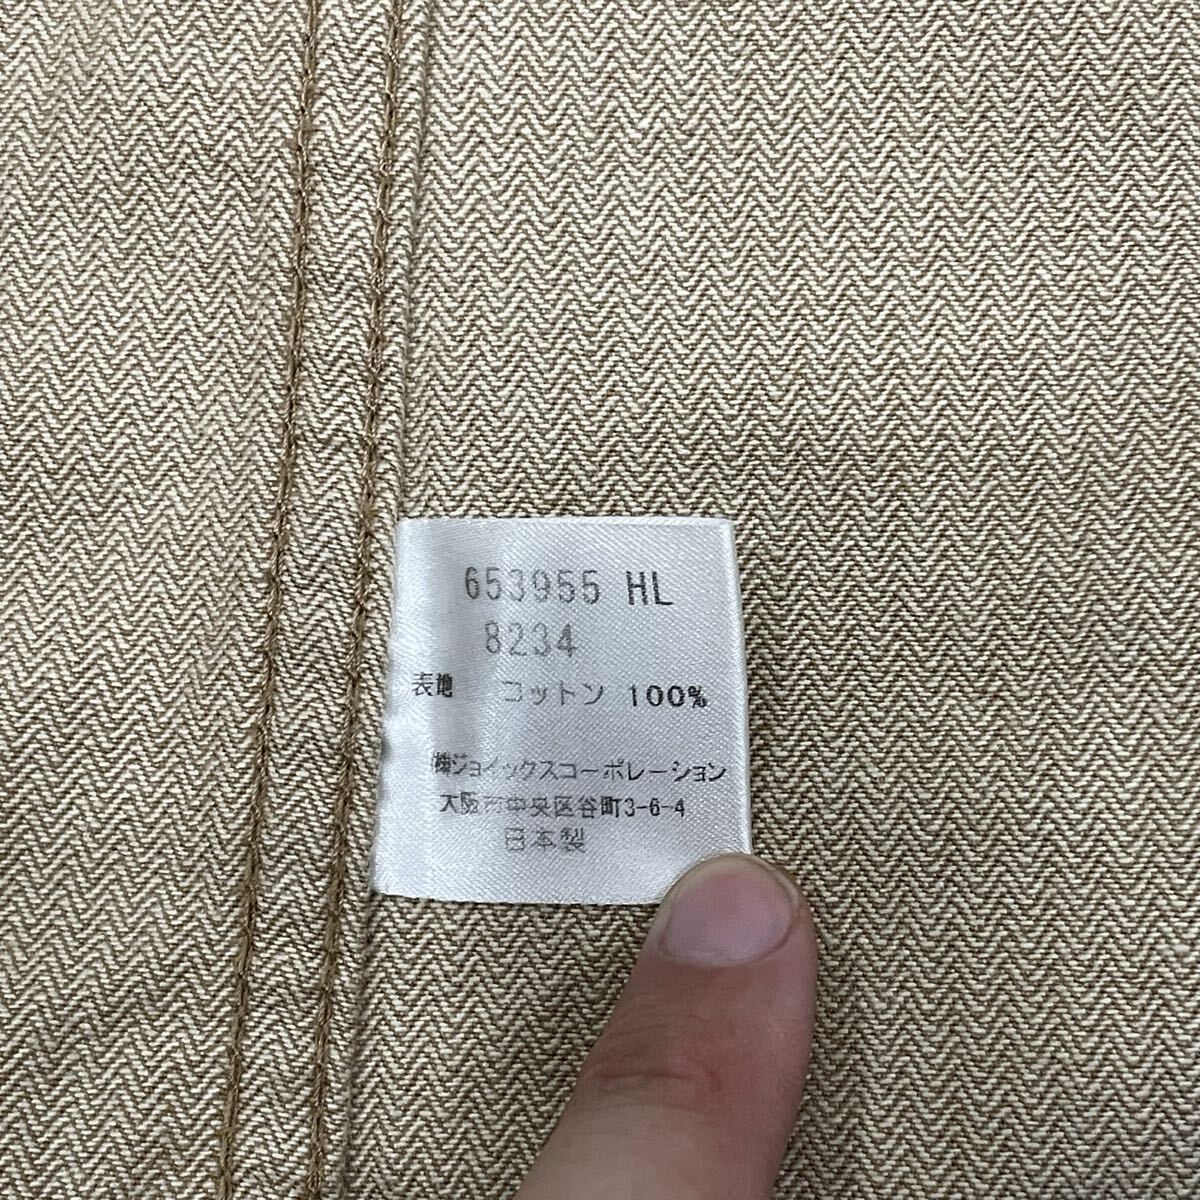 653955 HL
8234
表地 コットン 100%
㈱ジョイックスコーポレーション
大阪市中央区谷町3-6-4
日本製